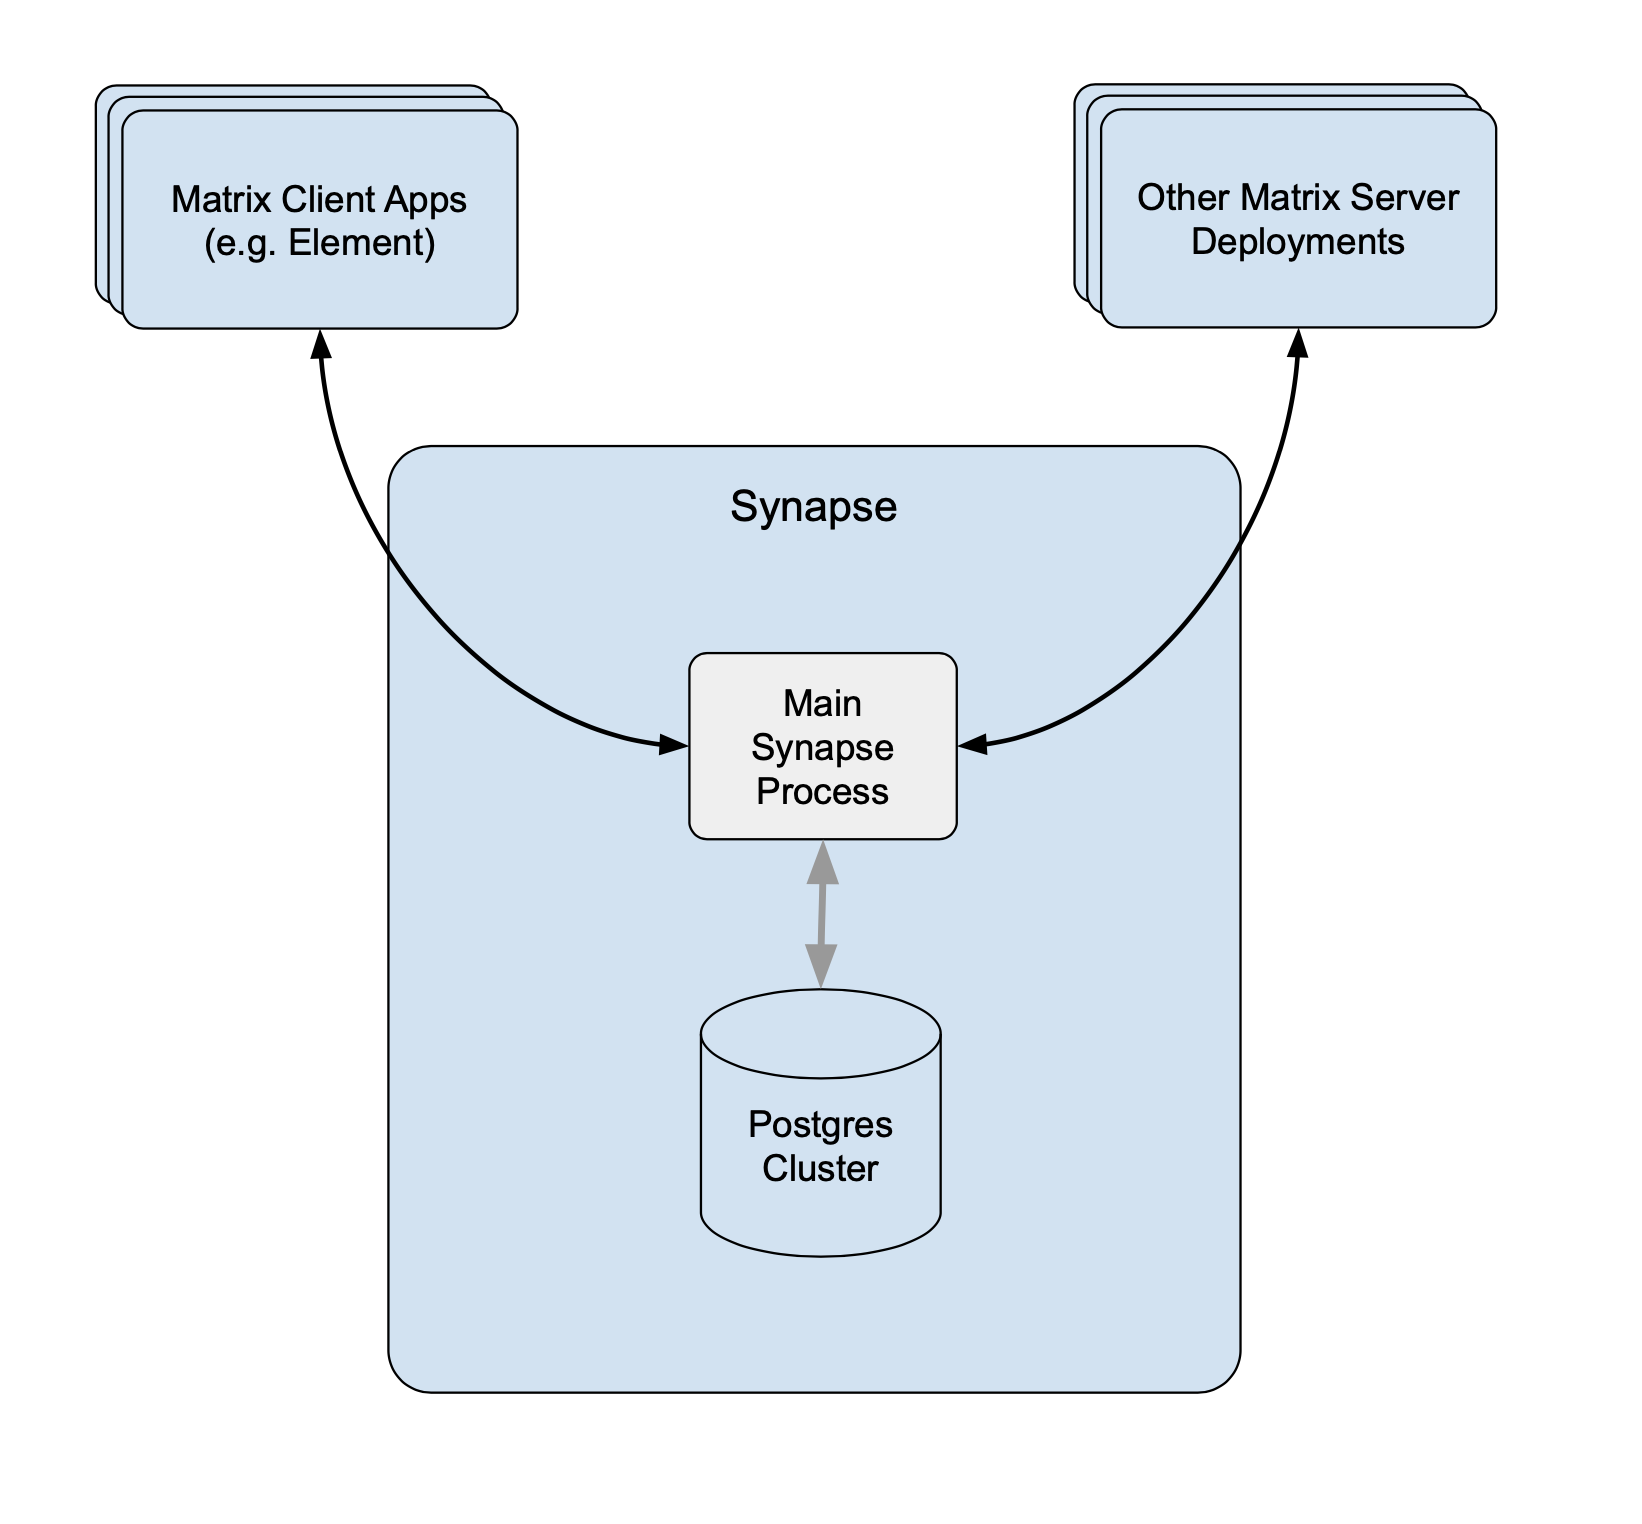 Matrix Client Apps
(e.g. Element)
Other Matrix Server
Deployments
Synapse
Main
Synapse
Process
Postgres
Cluster